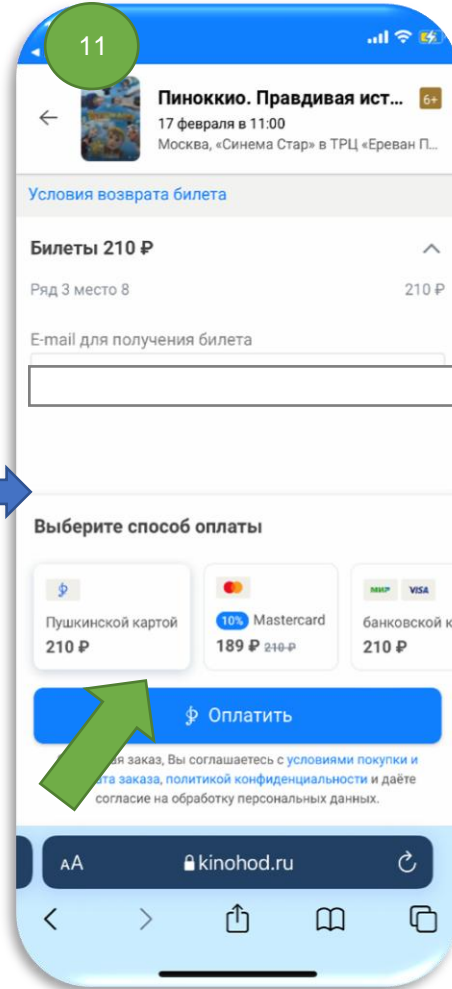 11
Пиноккио. Правдивая ист... 6+
17 февраля в 11:00
Москва, «Синема Стар» в ТРЦ «Ереван П...
Условия возврата билета
Билеты 210 ₽
Ряд 3 место 8 210 ₽
E-mail для получения билета
Выберите способ оплаты
МИР VISA
Пушкинской картой 10% Mastercard банковской к
210 ₽ 189 ₽ 210 ₽ 210 ₽
Оплатить
заказ, Вы соглашаетесь с условиями покупки и
заказа, политикой конфиденциальности и даёте
согласие на обработку персональных данных.
AA kinohod.ru